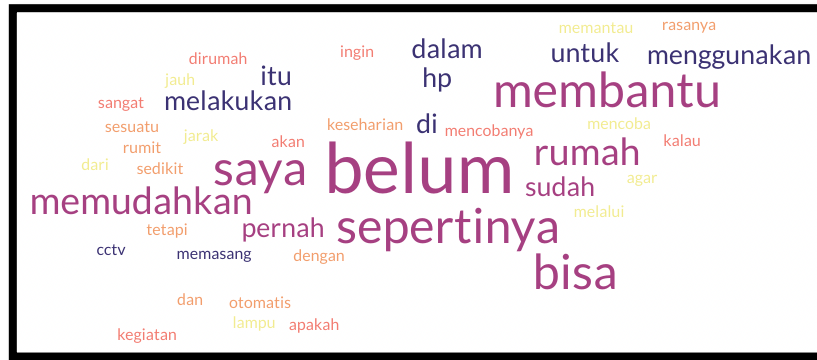 memantau rasanya
dirumah ingin dalam untuk menggunakan
jauh itu hp
sangat melakukan membantu
sesuatu jarak keseharian di mencobanya mencoba
rumit akan rumah kalau
dari sedikit saya belum sudah agar
memudahkan melalui
tetapi pernah sepertinya
cctv memasang dengan bisa
dan otomatis
kegiatan lampu apakah